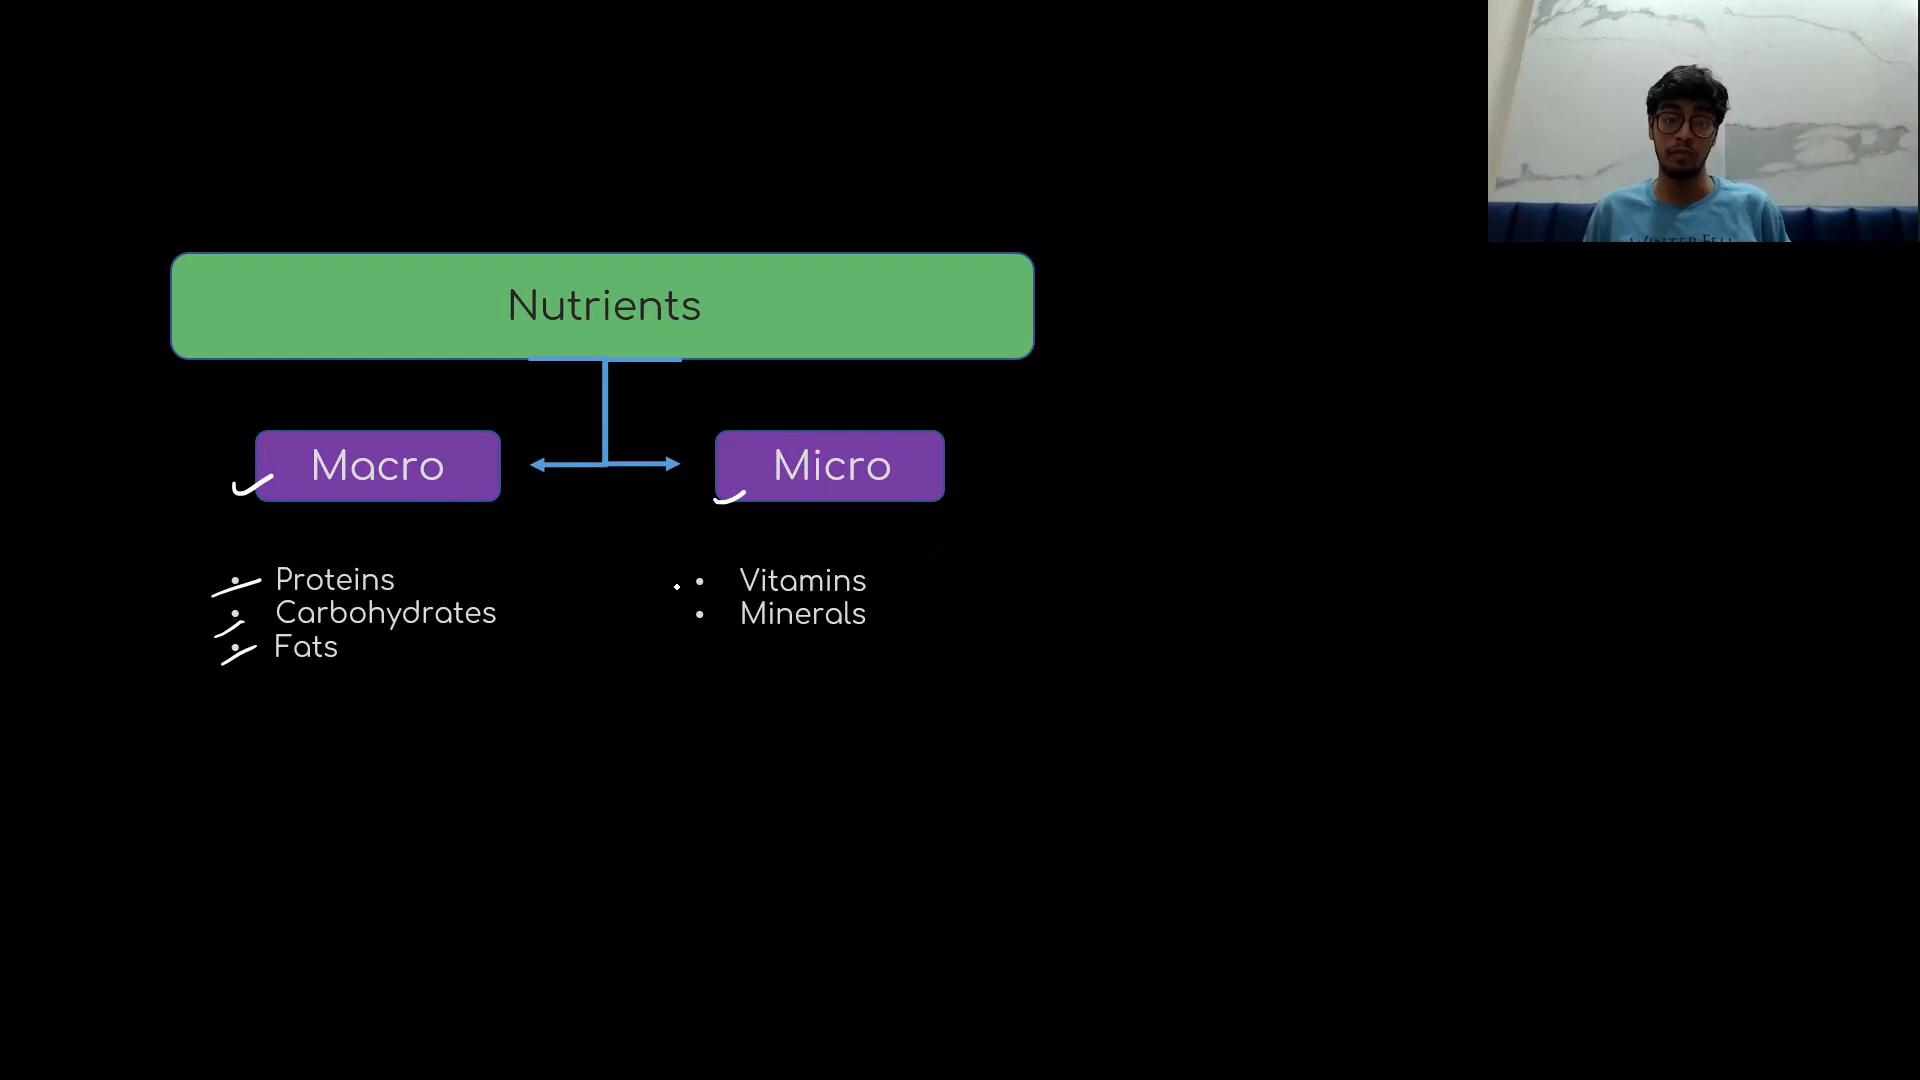 Nutrients
Macro
Micro
• Proteins
• Carbohydrates
• Fats
• Vitamins
• Minerals